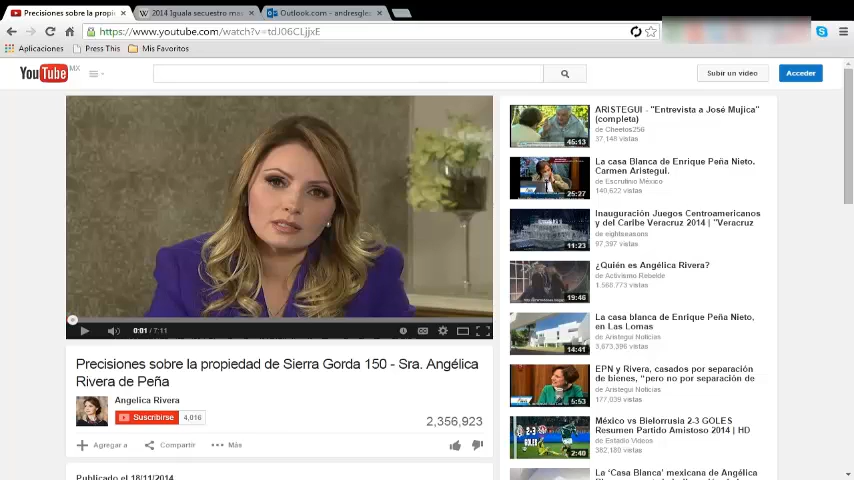 Precisiones sobre la propi
2014 Iguala secuestro ma
Outlook.com - andresgle
https://www.youtube.com/watch?v=tdJ06CLjjxE
Aplicaciones
Press This
Mis Favoritos
YouTube MX
Subir un video
Acceder
0:01 / 7:11
Precisiones sobre la propiedad de Sierra Gorda 150 - Sra. Angélica
Rivera de Peña
Angelica Rivera
Suscribirse 4,016
2,356,923
Agregar a
Compartir
Más
Publicado el 18/11/2014
ARISTEGUI - "Entrevista a José Mujica"
(completa)
de Cheetos256
37,148 vistas
45:13
La casa Blanca de Enrique Peña Nieto.
Carmen Aristegui.
de Escrutinio México
149,622 vistas
25:27
Inauguración Juegos Centroamericanos
y del Caribe Veracruz 2014 | "Veracruz
de eightseasons
97,397 vistas
11:23
¿Quién es Angélica Rivera?
de Activismo Rebelde
1,568,773 vistas
19:46
La casa blanca de Enrique Peña Nieto,
en Las Lomas
de Aristegui Noticias
3,673,396 vistas
14:41
EPN y Rivera, casados por separación
de bienes, "pero no por separación de
de Aristegui Noticias
177,039 vistas
5:53
México vs Bielorrusia 2-3 GOLES
Resumen Partido Amistoso 2014 | HD
de Estadio Videos
382,180 vistas
2:40
La 'Casa Blanca' mexicana de Angélica